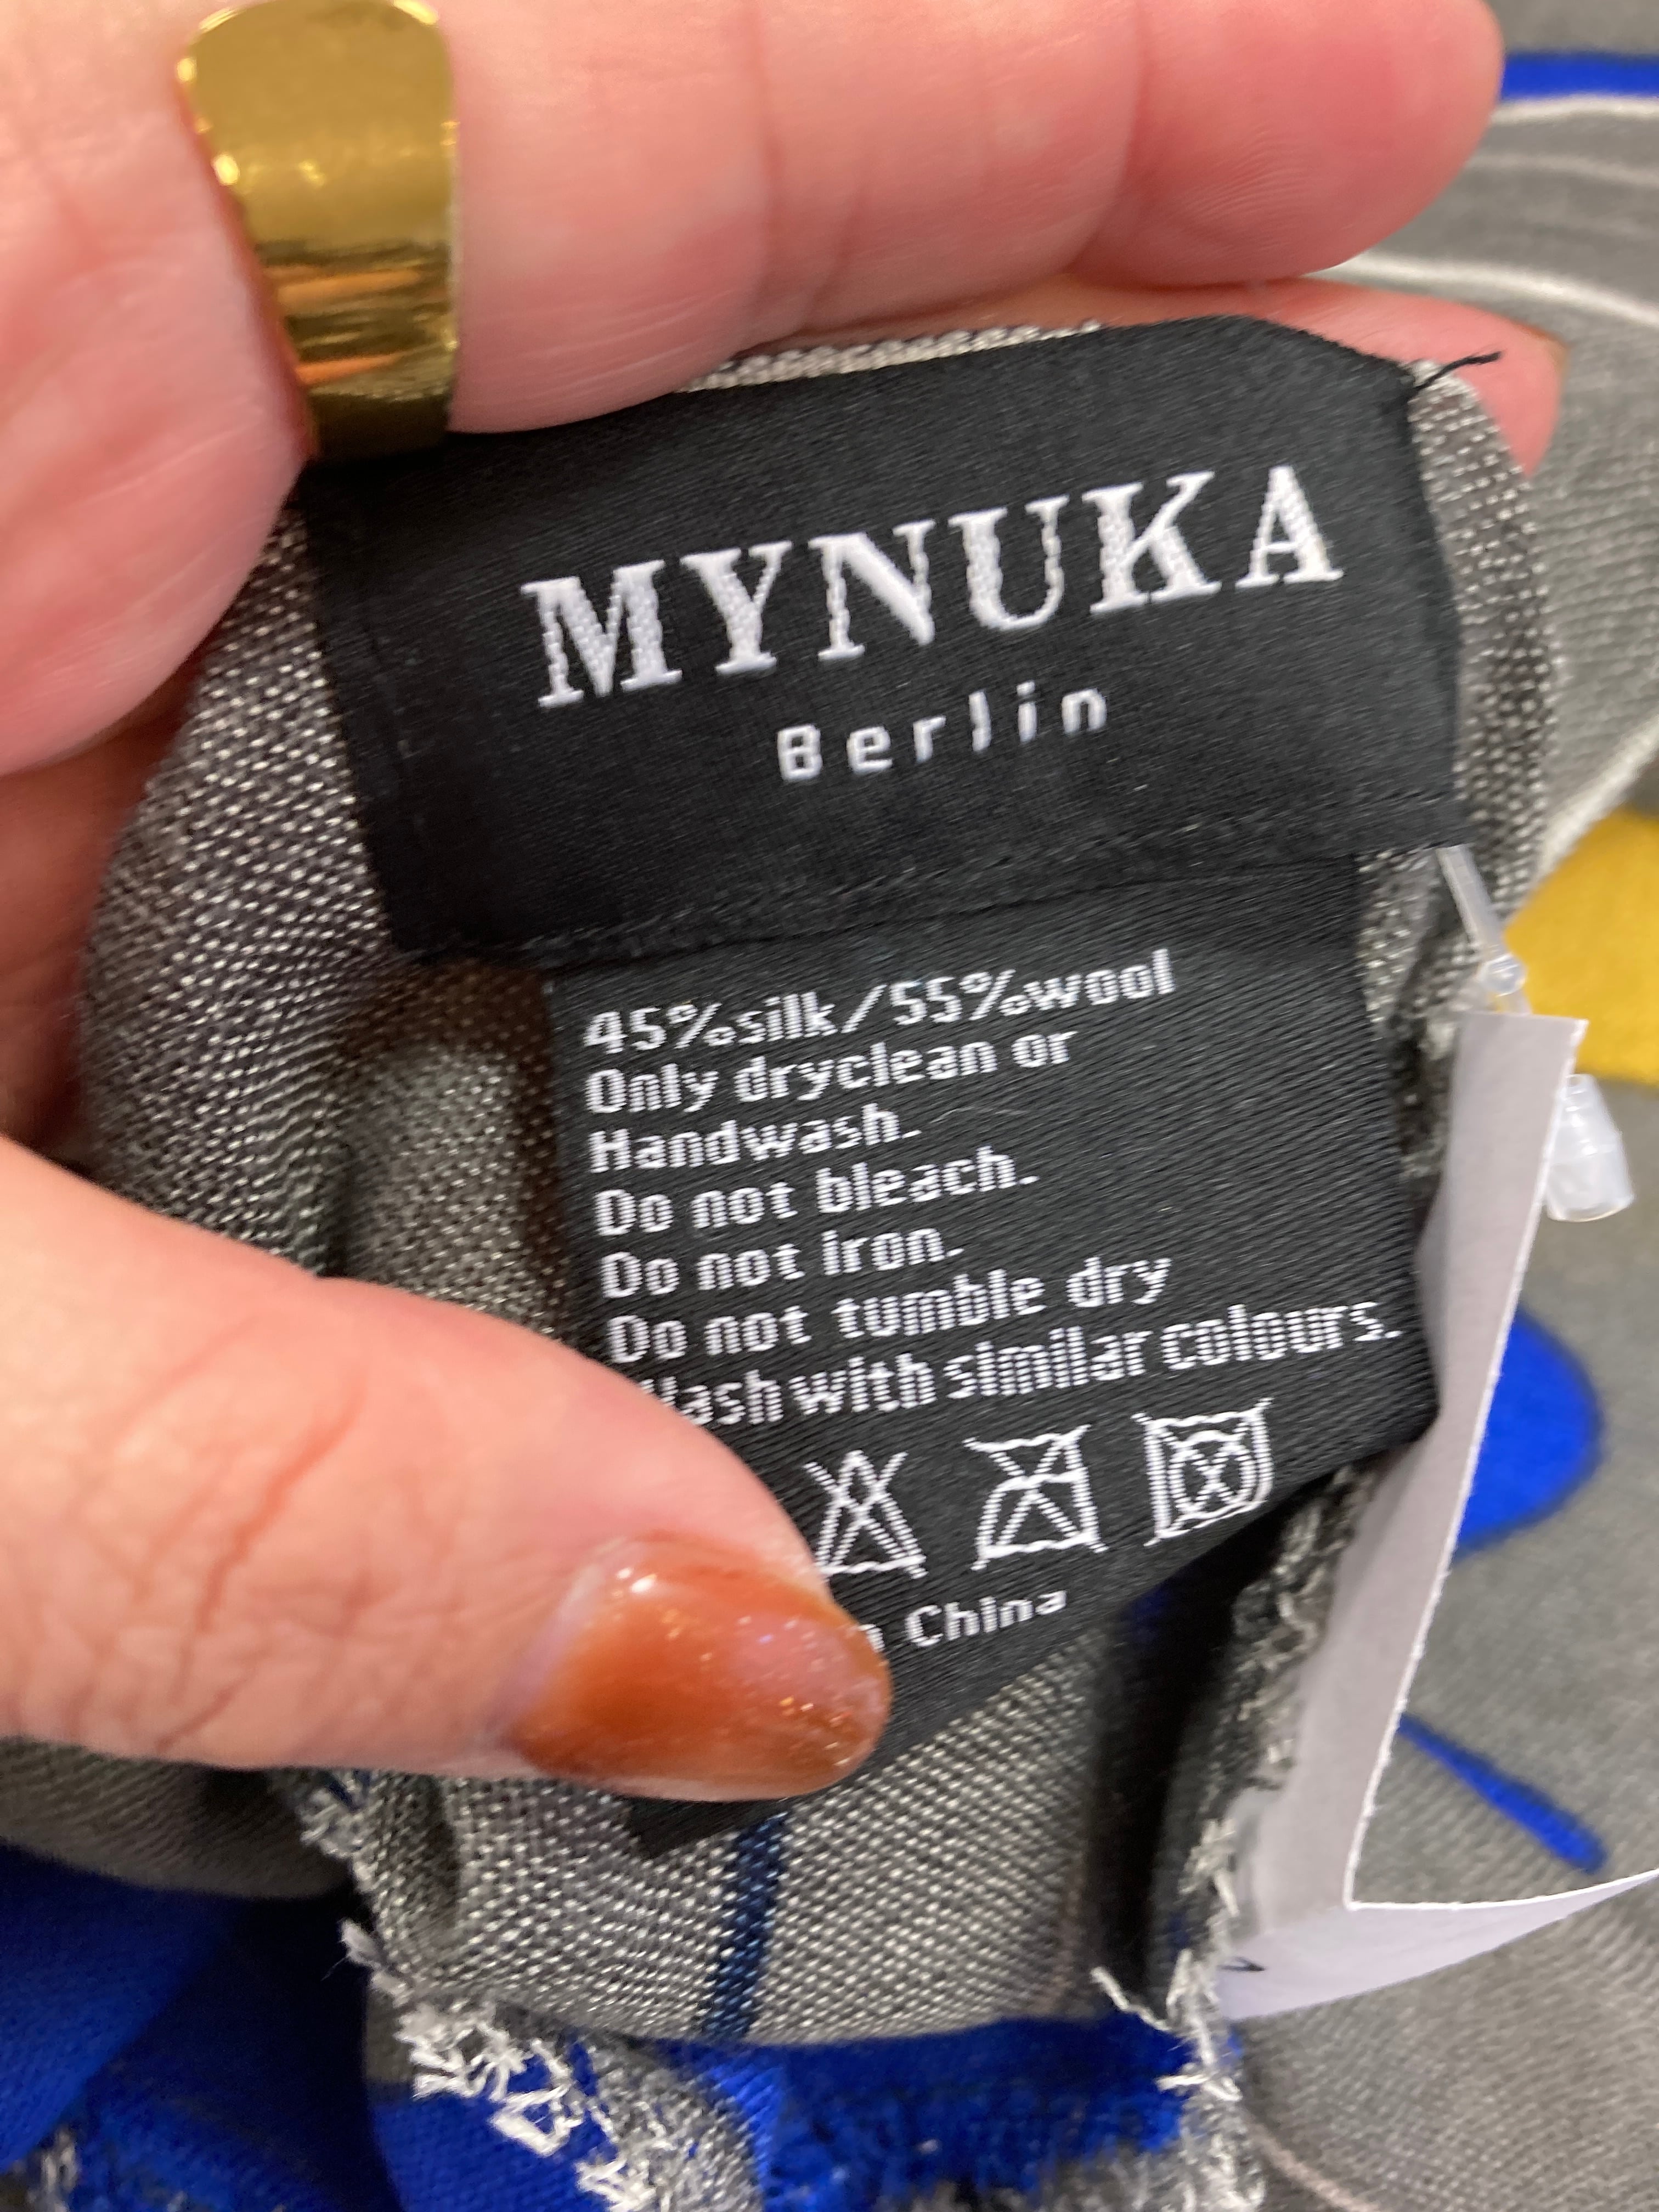 MYNUKA
Berlin
45%silk/55%wool
Only dryclean or
Handwash.
Do not bleach.
Do not iron.
Do not tumble dry
with similar colours.
China